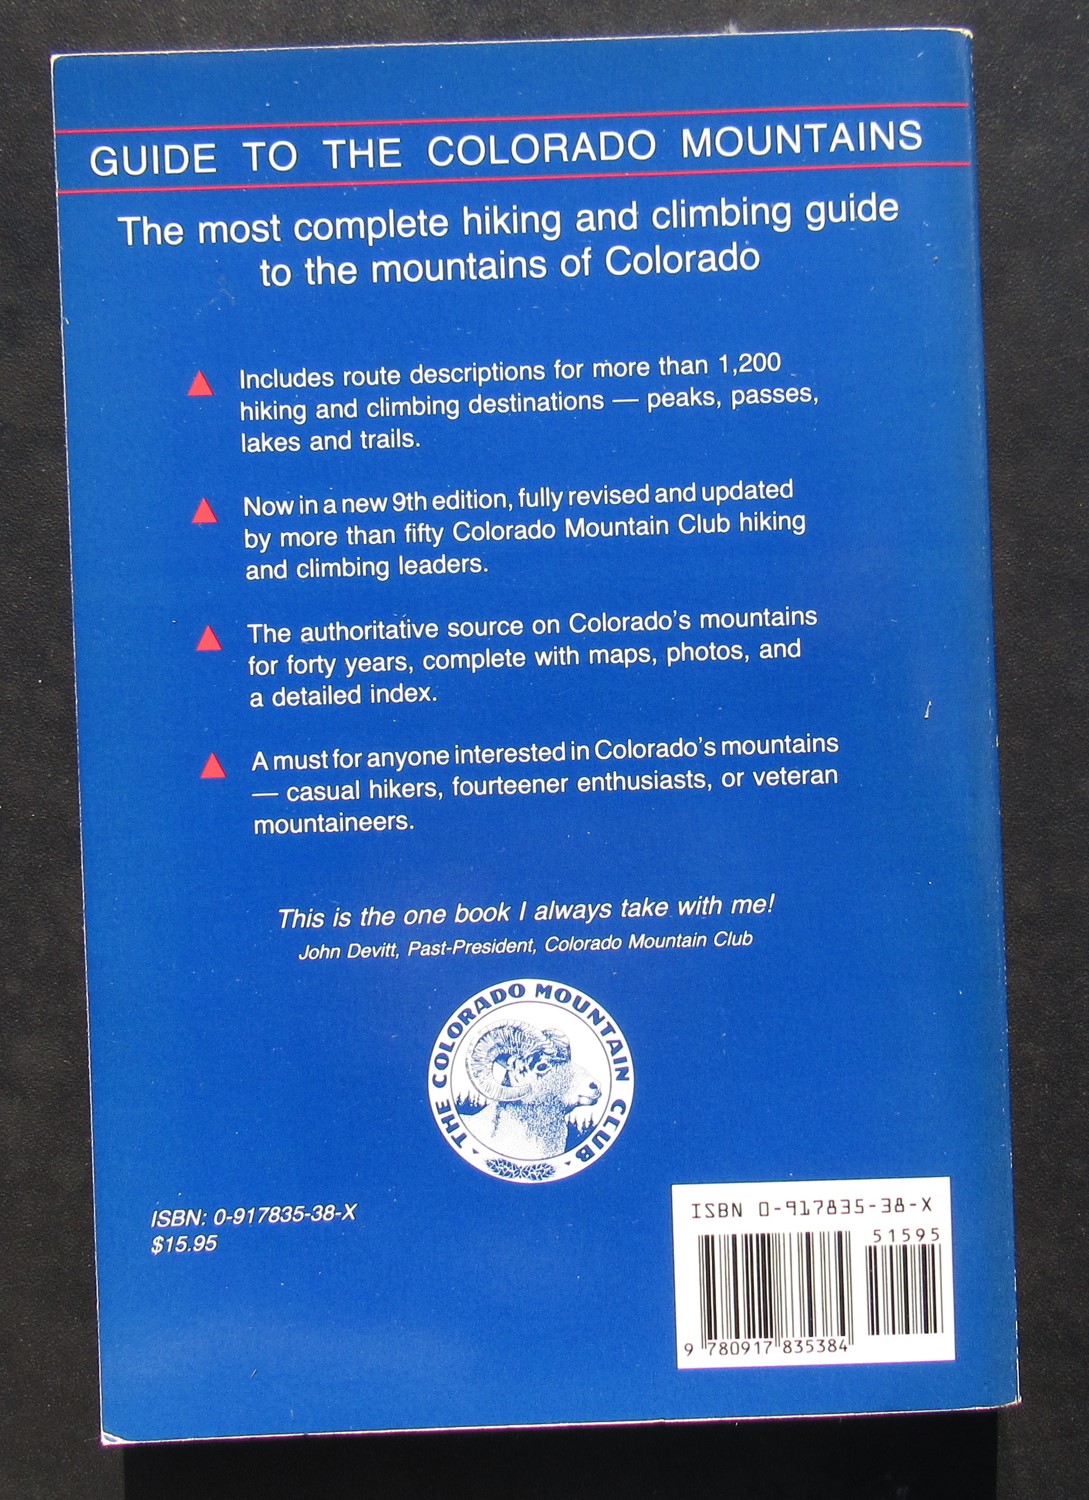 GUIDE TO THE COLORADO MOUNTAINS
The most complete hiking and climbing guide
to the mountains of Colorado
Includes route descriptions for more than 1,200
hiking and climbing destinations — peaks, passes,
lakes and trails.
Now in a new 9th edition, fully revised and updated
by more than fifty Colorado Mountain Club hiking
and climbing leaders.
The authoritative source on Colorado's mountains
for forty years, complete with maps, photos, and
a detailed index.
A must for anyone interested in Colorado's mountains
— casual hikers, fourteener enthusiasts, or veteran
mountaineers.
This is the one book I always take with me!
John Devitt, Past-President, Colorado Mountain Club
THE COLORADO MOUNTAIN CLUB
ISBN: 0-917835-38-X
$15.95
ISBN 0-917835-38-X
51595
9 780917 835384